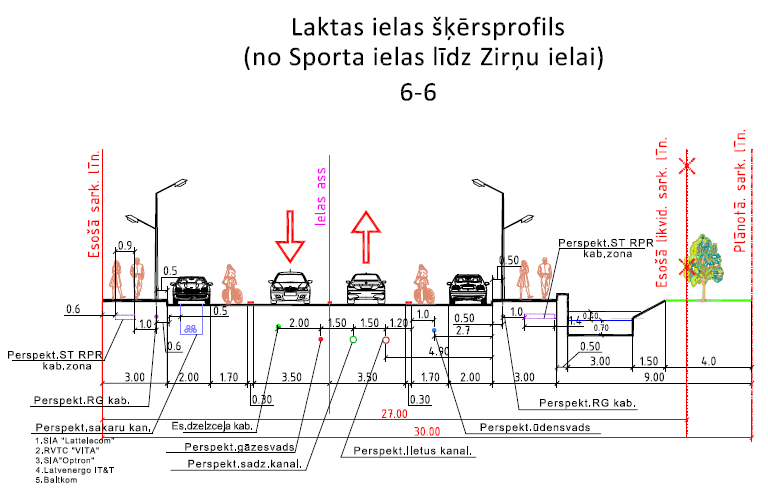 Laktas ielas šķērsprofils
(no Sporta ielas līdz Zirņu ielai)
6-6
Esošā sark. līn.
Ielas ass
Esošā likvid. sark. līn.
Plānotā. sark. līn.
Perspekt.ST RPR
kab.zona
0.9
0.5
0.50
0.6
1.0
0.6
0.5
2.00
1.50
1.50
1.20
0.50
2.7
4.90
1.0
1.4
0.70
0.50
Perspekt.ST RPR
kab.zona
3.00
2.00
1.70
3.50
3.50
1.70
2.00
3.00
3.00
1.50
4.0
9.00
0.30
0.30
Perspekt.RG kab.
Perspekt.RG kab.
27.00
30.00
Perspekt.sakaru kan.
Es.dzelzceļa kab.
Perspekt.ūdensvads
1.SIA "Lattelecom"
2.RVTC "VITA"
3.SIA"Optron"
4.Latvenergo IT&T
5.Baltkom
Perspekt.gāzesvads
Perspekt.lietus kanal.
Perspekt.sadz.kanal.